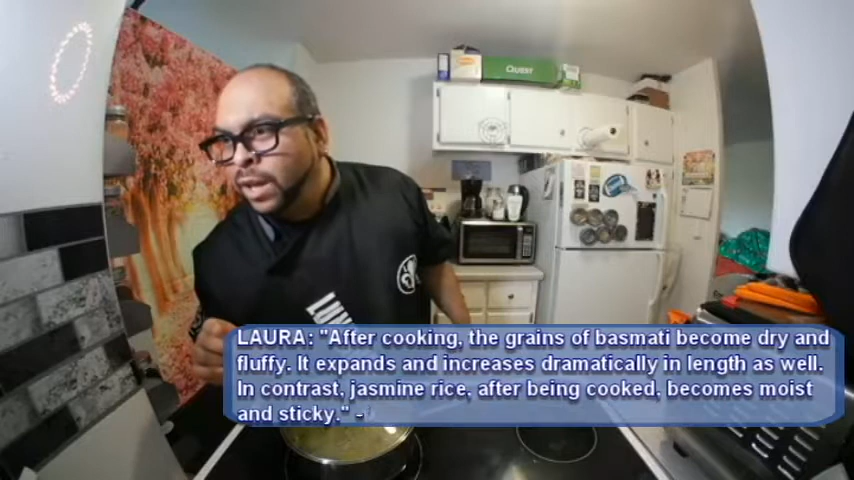 QUEST
LUN
LAURA: "After cooking, the grains of basmati become dry and
fluffy. It expands and increases dramatically in length as well.
In contrast, jasmine rice, after being cooked, becomes moist
and sticky." -